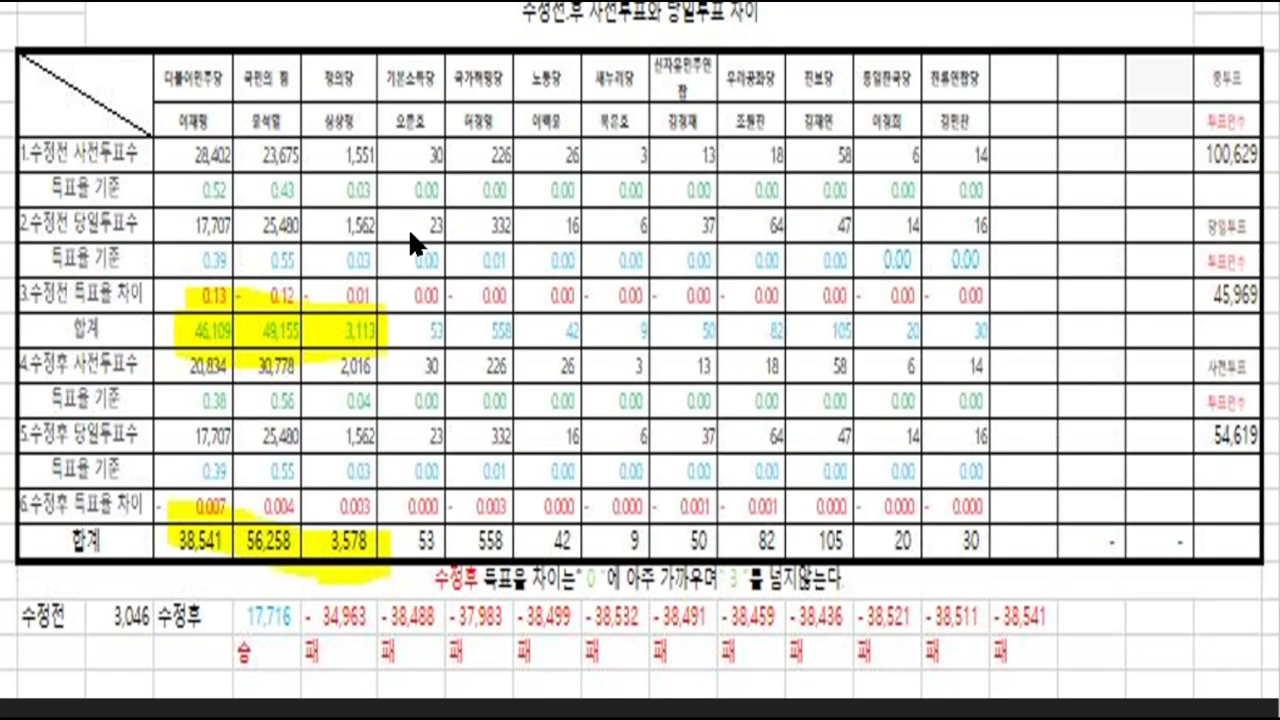 수정전.후 사전투표와 당일투표 차이
더불어민주당 국민의 힘 정의당 기본소득당 국가혁명당 노동당 새누리당 신자유민주연합 우리공화당 진보당 통일한국당 한류연합당 총투표
이재명 윤석열 심상정 오준호 허경영 이백윤 옥은호 김경재 조원진 김재연 이경희 김민찬 투표인수
1.수정전 사전투표수 28,402 23,675 1,551 30 226 26 3 13 18 58 6 14 100,629
득표율 기준 0.52 0.43 0.03 0.00 0.00 0.00 0.00 0.00 0.00 0.00 0.00 0.00
2.수정전 당일투표수 17,707 25,480 1,562 23 332 16 6 37 64 47 14 16 당일투표
득표율 기준 0.39 0.55 0.03 0.00 0.01 0.00 0.00 0.00 0.00 0.00 0.00 0.00 투표인수
3.수정전 득표율 차이 0.13 - 0.12 - 0.01 0.00 - 0.00 0.00 - 0.00 - 0.00 - 0.00 - 0.00 - 0.00 - 0.00 45,969
합계 46,109 49,155 3,113 53 558 42 9 50 82 105 20 30
4.수정후 사전투표수 20,834 30,778 2,016 30 226 26 3 13 18 58 6 14 사전투표
득표율 기준 0.38 0.56 0.04 0.00 0.00 0.00 0.00 0.00 0.00 0.00 0.00 0.00 투표인수
5.수정후 당일투표수 17,707 25,480 1,562 23 332 16 6 37 64 47 14 16 54,619
득표율 기준 0.39 0.55 0.03 0.00 0.01 0.00 0.00 0.00 0.00 0.00 0.00 0.00
6.수정후 득표율 차이 - 0.007 0.004 0.003 0.000 - 0.003 0.000 - 0.000 - 0.001 - 0.001 0.000 - 0.000 - 0.000
합계 38,541 56,258 3,578 53 558 42 9 50 82 105 20 30 - -
수정후 득표율 차이는" 0 "에 아주 가까우며" 3 "를 넘지않는다.
수정전 3,046 수정후 17,716 - 34,963 - 38,488 - 37,983 - 38,499 - 38,532 - 38,491 - 38,459 - 38,436 - 38,521 - 38,511 - 38,541
승 패 패 패 패 패 패 패 패 패 패 패